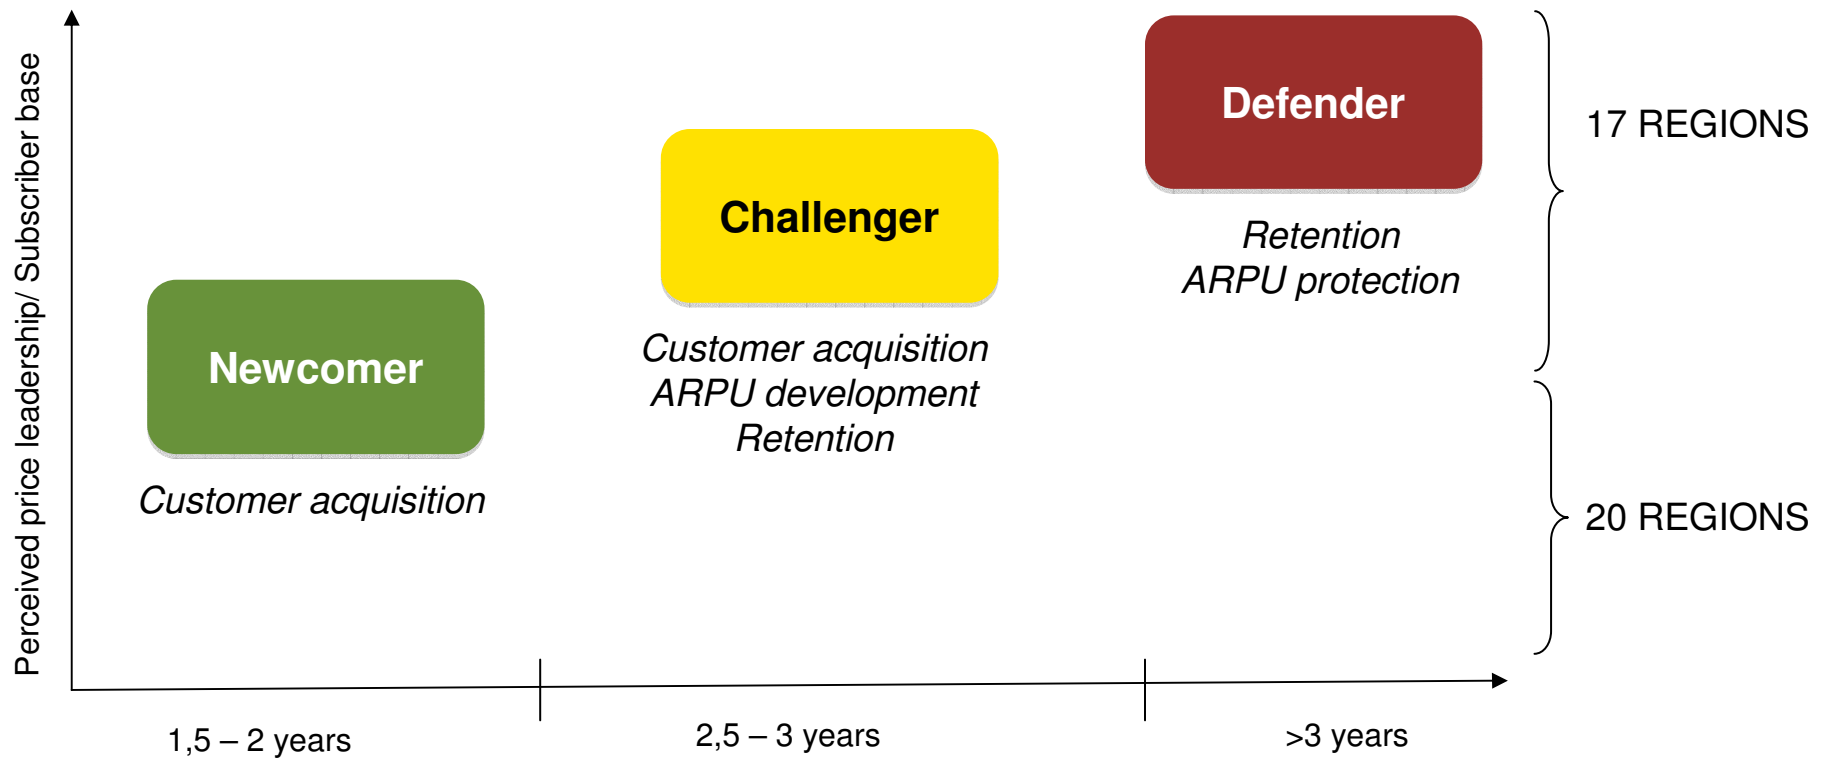 Perceived price leadership/ Subscriber base
Defender
17 REGIONS
Retention
ARPU protection
Challenger
Customer acquisition
ARPU development
Retention
Newcomer
Customer acquisition
20 REGIONS
1,5 – 2 years
2,5 – 3 years
>3 years